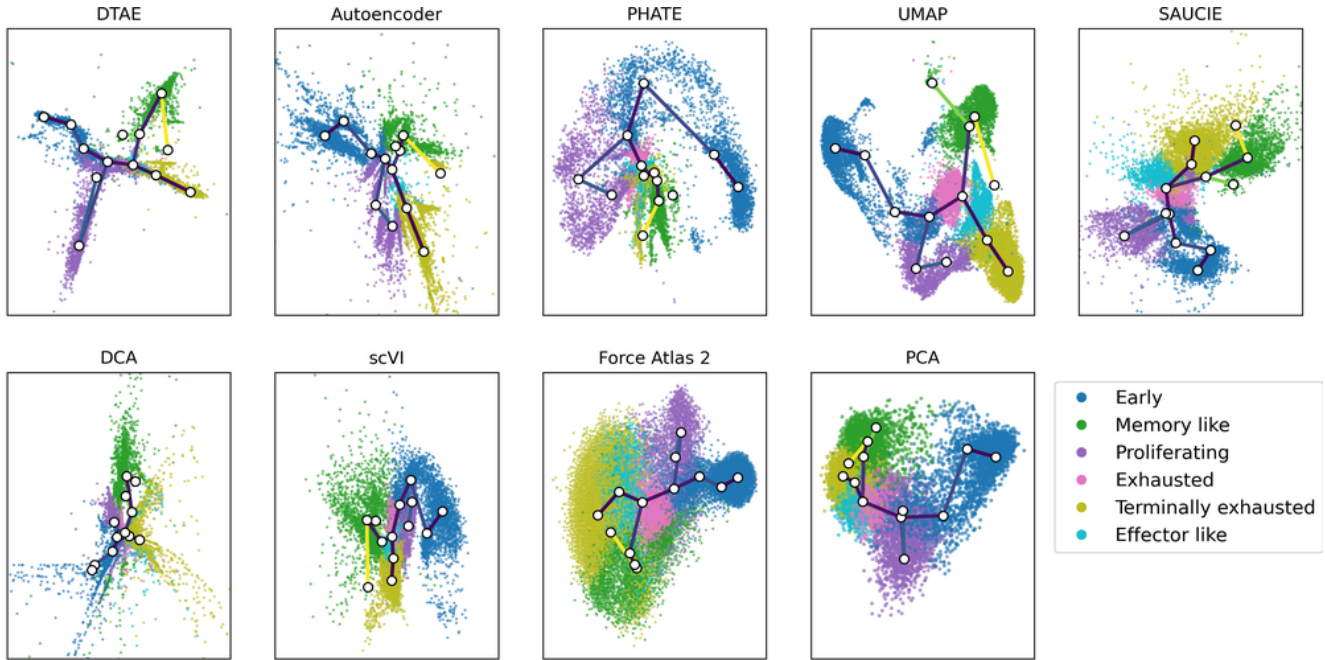 DTAE
Autoencoder
PHATE
UMAP
SAUCIE
DCA
scVI
Force Atlas 2
PCA
Early
Memory like
Proliferating
Exhausted
Terminally exhausted
Effector like